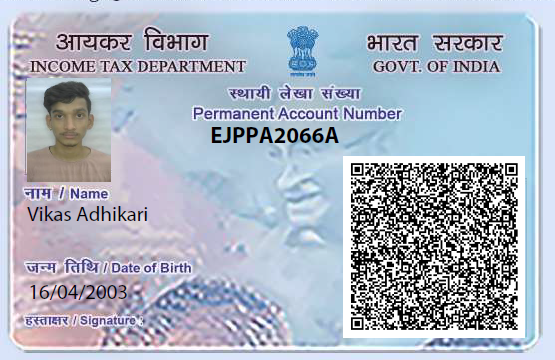 आयकर विभाग
INCOME TAX DEPARTMENT
भारत सरकार
GOVT. OF INDIA
स्थायी लेखा संख्या
Permanent Account Number
EJPPA2066A
नाम / Name
Vikas Adhikari
जन्म तिथि / Date of Birth
16/04/2003
हस्ताक्षर / Signature :